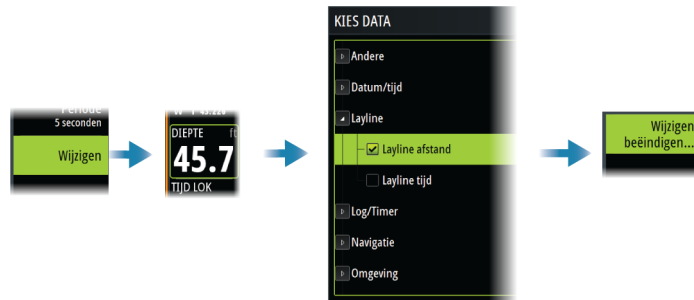 Periode
5 seconden
Wijzigen
DIEPTE ft
45.7
TIJD LOK
KIES DATA
Andere
Datum/tijd
Layline
Layline afstand
Layline tijd
Log/Timer
Navigatie
Omgeving
Wijzigen
beëindigen...